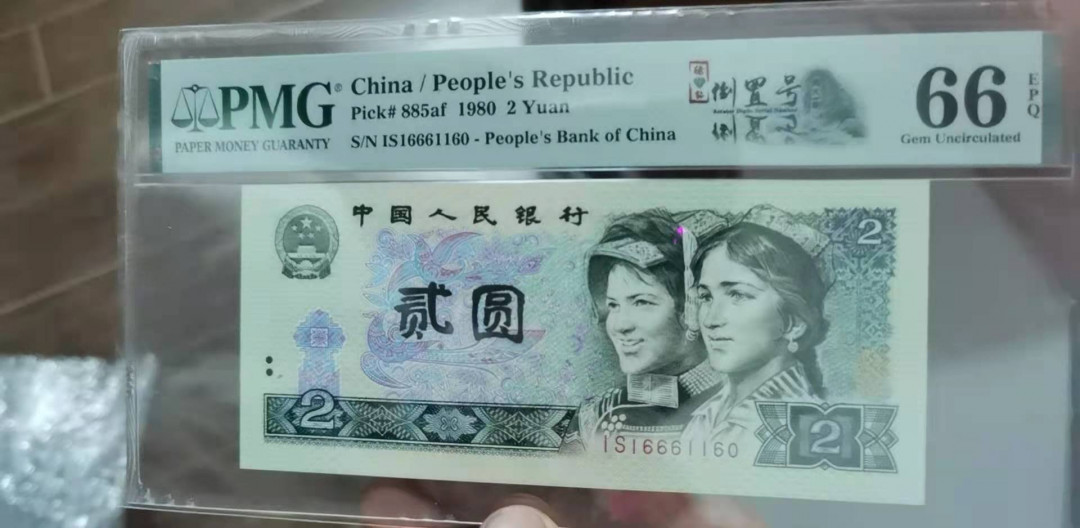 PMG®
PAPER MONEY GUARANTY
China / People's Republic
Pick# 885af 1980 2 Yuan
S/N IS16661160 - People's Bank of China
倒置号
66
EPQ
Gem Uncirculated
中国人民银行
2
贰圆
2
2
IS16661160